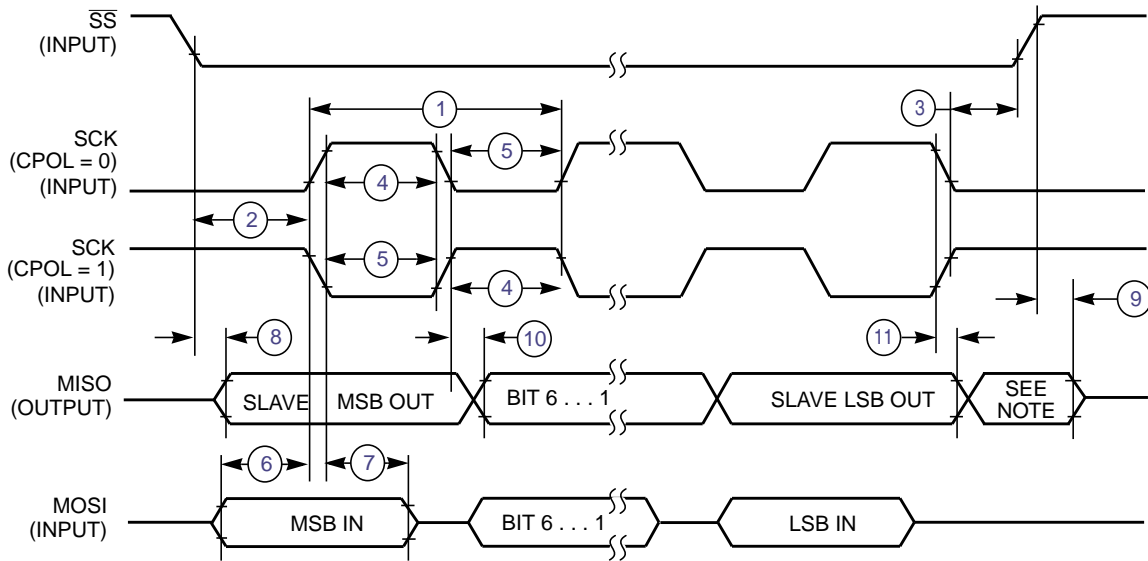 SS
(INPUT)
1
3
SCK
(CPOL = 0)
(INPUT)
5
4
2
SCK
(CPOL = 1)
(INPUT)
5
4
9
8
10
11
MISO
(OUTPUT)
SLAVE
MSB OUT
BIT 6 . . . 1
SLAVE LSB OUT
SEE
NOTE
6
7
MOSI
(INPUT)
MSB IN
BIT 6 . . . 1
LSB IN